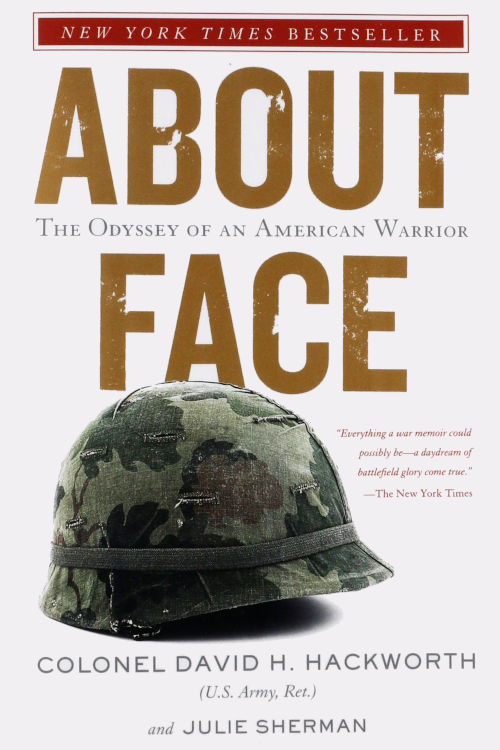 NEW YORK TIMES BESTSELLER
ABOUT
THE ODYSSEY OF AN AMERICAN WARRIOR
FACE
"Everything a war memoir could
possibly be—a daydream of
battlefield glory come true."
—The New York Times
COLONEL DAVID H. HACKWORTH
(U.S. Army, Ret.)
and JULIE SHERMAN